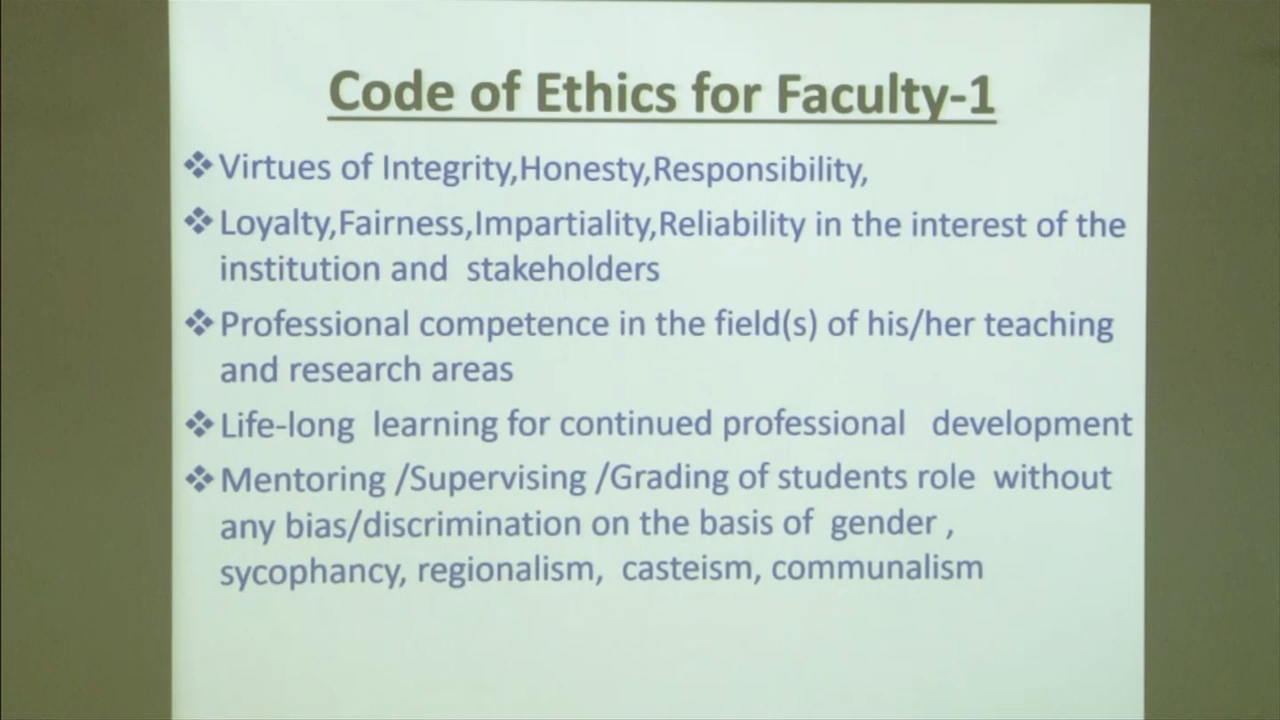 Code of Ethics for Faculty-1
❖Virtues of Integrity,Honesty,Responsibility,
❖Loyalty,Fairness,Impartiality,Reliability in the interest of the
institution and stakeholders
❖Professional competence in the field(s) of his/her teaching
and research areas
❖Life-long learning for continued professional development
❖Mentoring /Supervising /Grading of students role without
any bias/discrimination on the basis of gender ,
sycophancy, regionalism, casteism, communalism